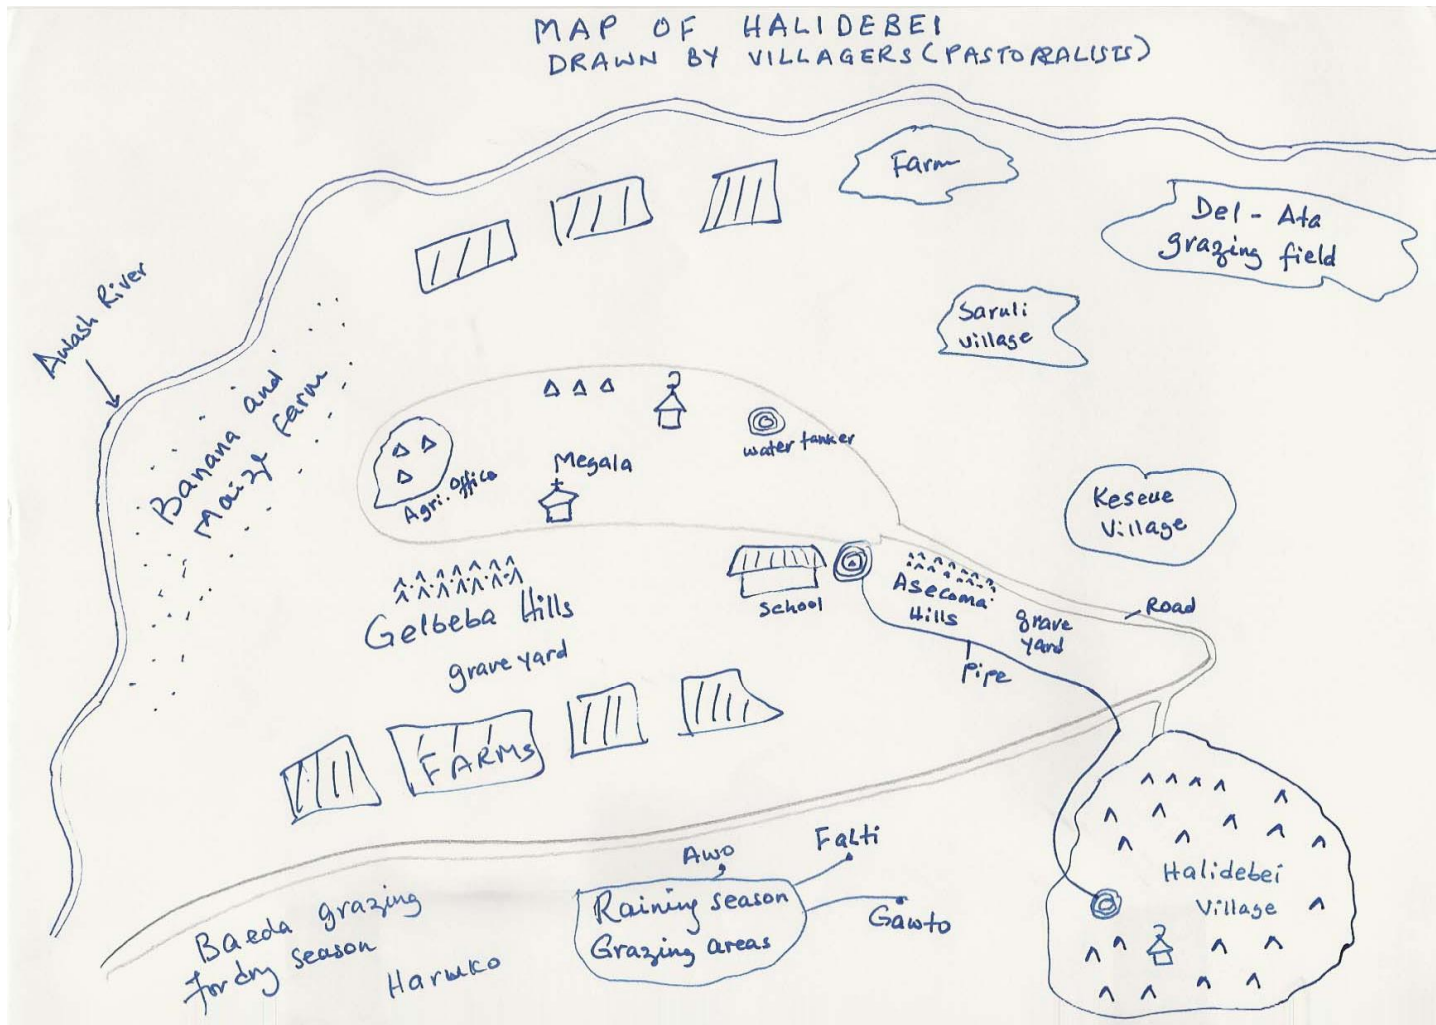 MAP OF HALIDEBEI
DRAWN BY VILLAGERS (PASTORALISTS)
Farm
Del - Ata
grazing field
Awash River
Saruli
village
Banana and
Maize farm
Agri. office
Megala
water tanker
Keseue
Village
Gelbeba Hills
grave yard
School
Asecoma
Hills
grave
yard
Road
Pipe
FARMS
Awo
Falti
Gawto
Raining season
Grazing areas
Baeda grazing
for dry season
Haruko
Halidebei
Village